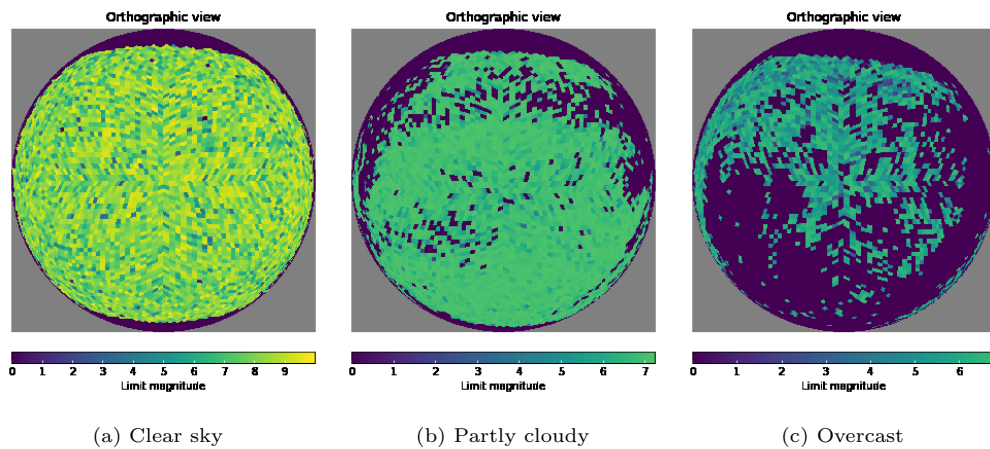 Orthographic view
Orthographic view
Orthographic view
0 1 2 3 4 5 6 7 8 9
Limit magnitude
0 1 2 3 4 5 6 7
Limit magnitude
0 1 2 3 4 5 6
Limit magnitude
(a) Clear sky
(b) Partly cloudy
(c) Overcast